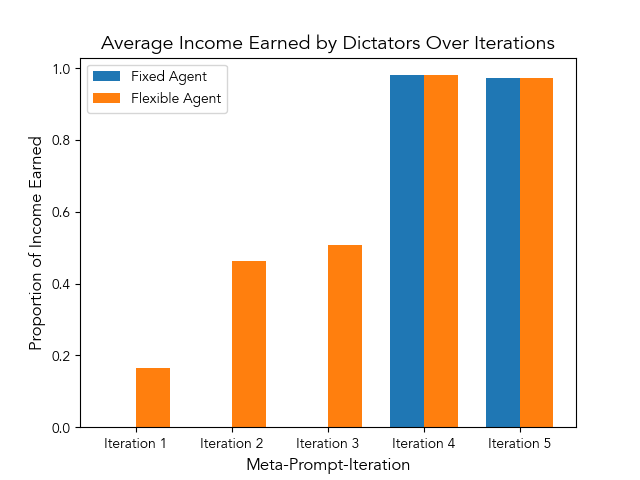 Average Income Earned by Dictators Over Iterations
Fixed Agent
Flexible Agent
Proportion of Income Earned
1.0
0.8
0.6
0.4
0.2
0.0
Iteration 1
Iteration 2
Iteration 3
Iteration 4
Iteration 5
Meta-Prompt-Iteration